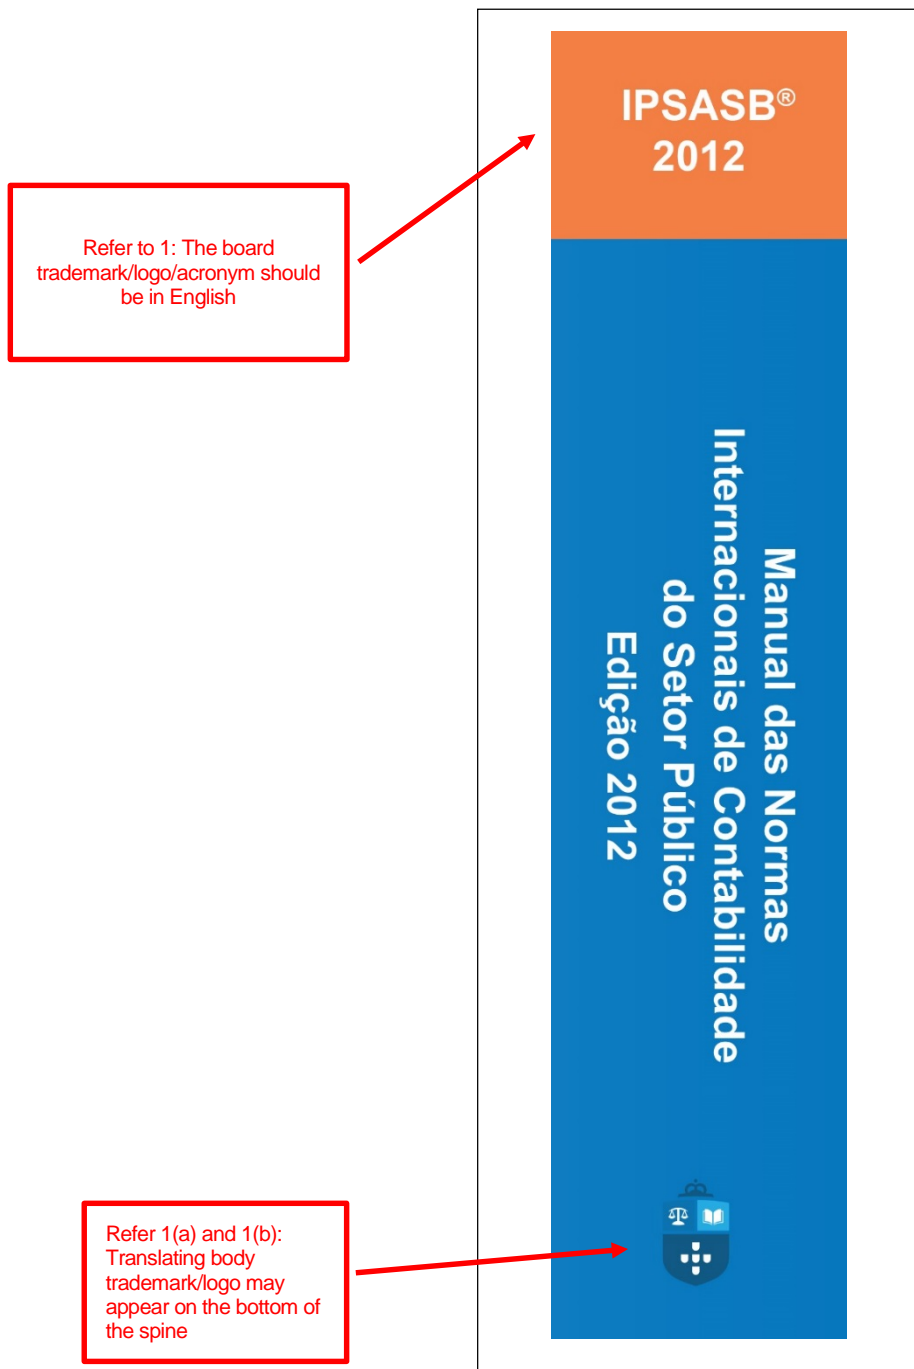 IPSASB®
2012
Refer to 1: The board
trademark/logo/acronym should
be in English
Manual das Normas
Internacionais de Contabilidade
do Setor Público
Edição 2012
Refer 1(a) and 1(b):
Translating body
trademark/logo may
appear on the bottom of
the spine